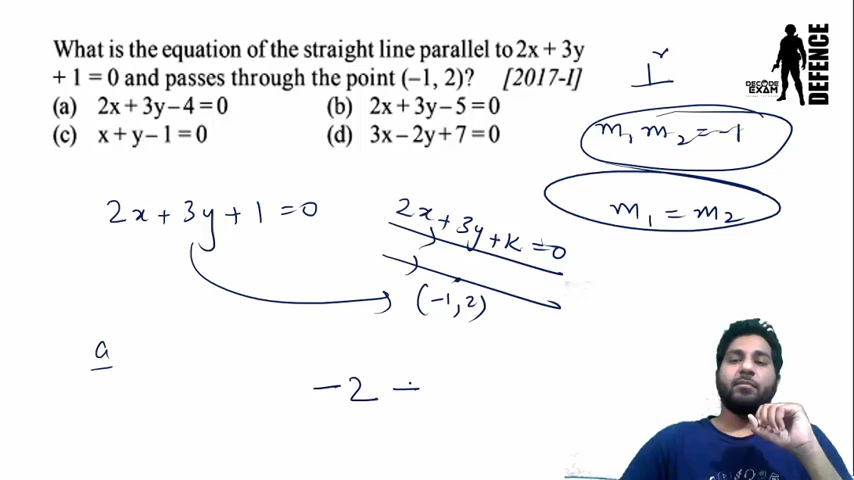 What is the equation of the straight line parallel to 2x + 3y
+ 1 = 0 and passes through the point (–1, 2)? [2017-I]
(a) 2x + 3y – 4 = 0 (b) 2x + 3y – 5 = 0
(c) x + y – 1 = 0 (d) 3x – 2y + 7 = 0
DECODE
EXAM
DEFENCE
⊥r
m₁ m₂ = -1
m₁ = m₂
2x + 3y + 1 = 0
2x + 3y + k = 0
(-1, 2)
a
-2